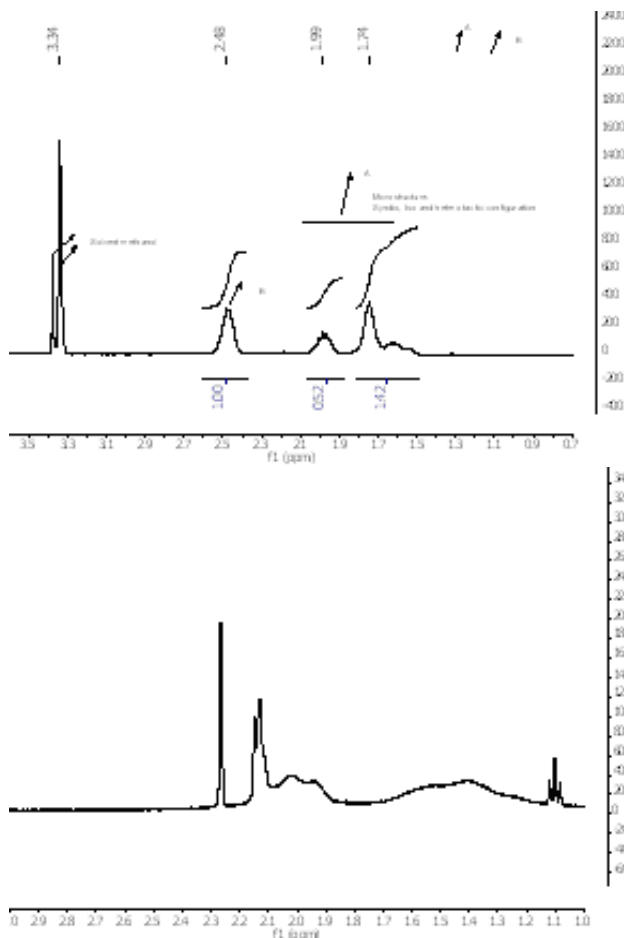 3.34
2.48
1.99
1.74
A
B
2400
2200
2000
1800
1600
1400
1200
1000
800
600
400
200
0
-200
-400
A
Microstructure
Syndio, Iso and hetero tactic configuration
Solvent methanol
B
1.00
0.52
1.42
3.5 3.3 3.1 2.9 2.7 2.5 2.3 2.1 1.9 1.7 1.5 1.3 1.1 0.9 0.7
f1 (ppm)
2.9 2.8 2.7 2.6 2.5 2.4 2.3 2.2 2.1 2.0 1.9 1.8 1.7 1.6 1.5 1.4 1.3 1.2 1.1 1.0
f1 (ppm)